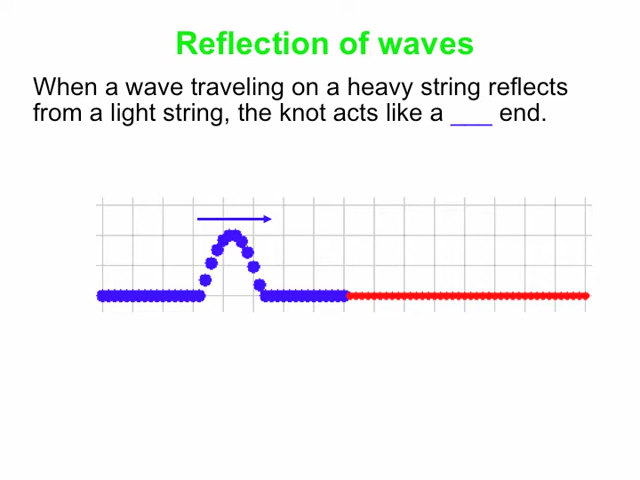 Reflection of waves
When a wave traveling on a heavy string reflects
from a light string, the knot acts like a ___ end.